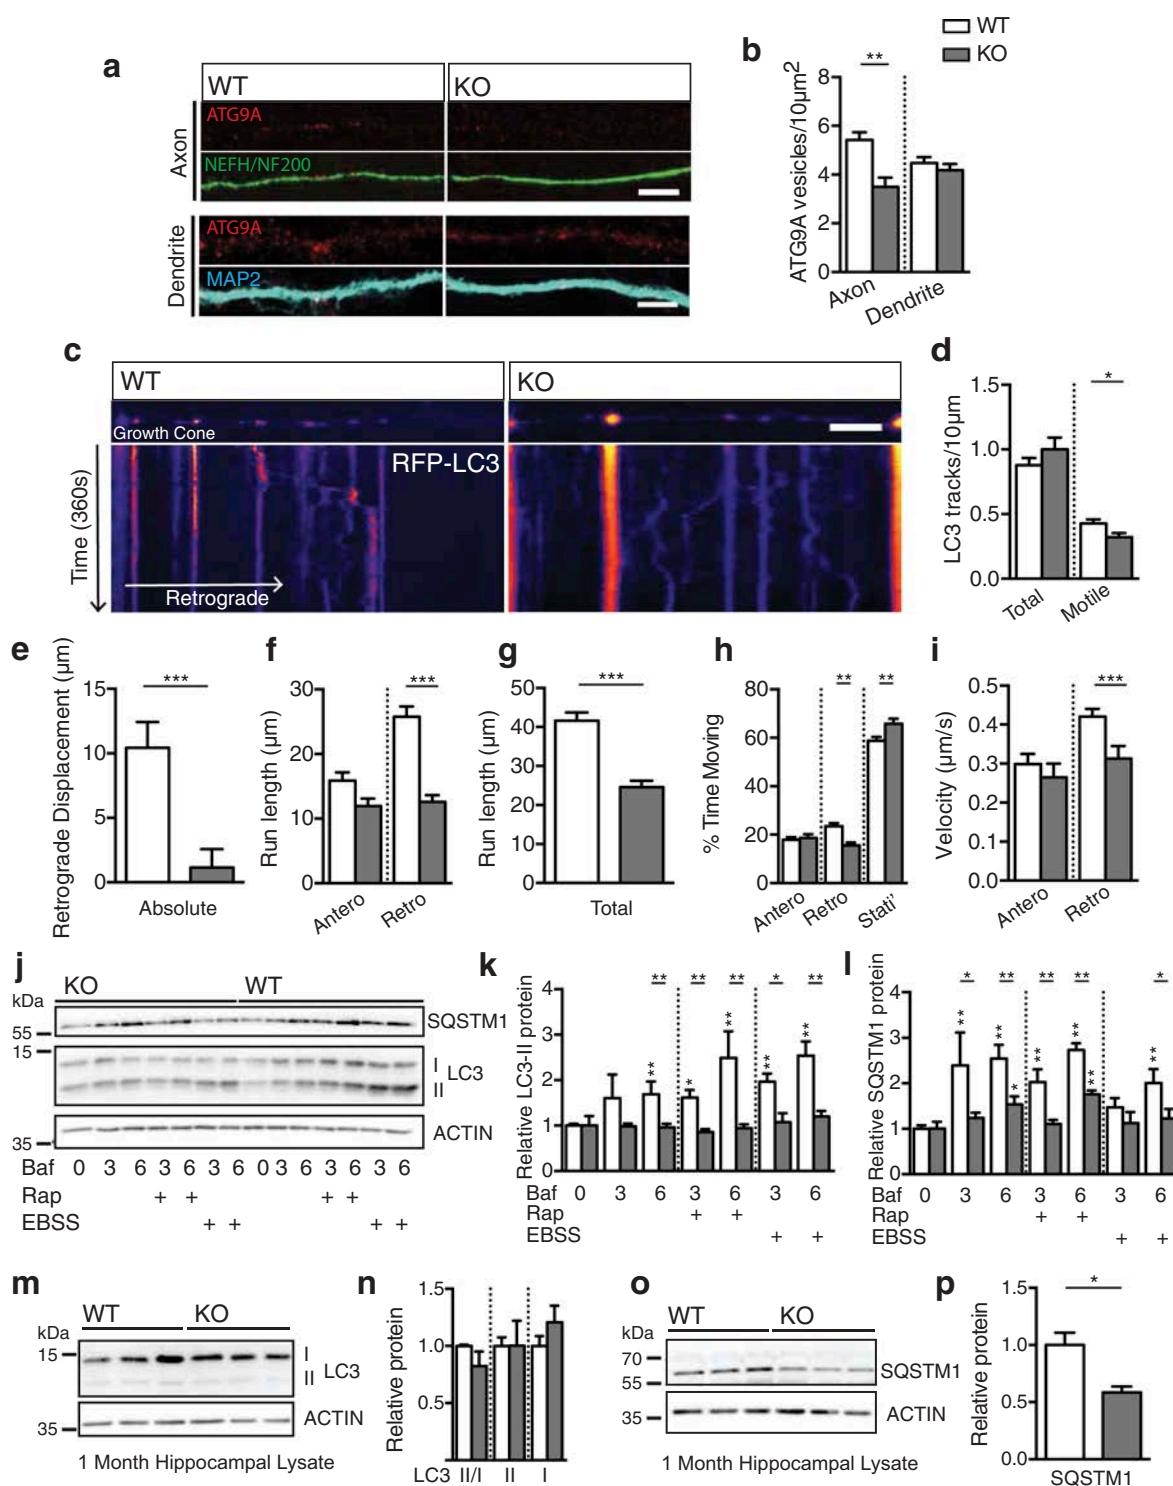 WT
KO
a
WT
KO
Axon
ATG9A
NEFH/NF200
Dendrite
ATG9A
MAP2
b
**
ATG9A vesicles/10µm2
8
6
4
2
0
Axon
Dendrite
c
WT
KO
Growth Cone
Time (360s)
RFP-LC3
Retrograde
d
*
LC3 tracks/10µm
1.5
1.0
0.5
0.0
Total
Motile
e
Retrograde Displacement (µm)
***
15
10
5
0
Absolute
f
Run length (µm)
***
30
20
10
0
Antero
Retro
g
Run length (µm)
***
50
40
30
20
10
0
Total
h
% Time Moving
** **
80
60
40
20
0
Antero
Retro
Stati'
i
Velocity (µm/s)
***
0.5
0.4
0.3
0.2
0.1
0.0
Antero
Retro
j
KO WT
kDa
55
SQSTM1
15
I
II
LC3
35
ACTIN
Baf 0 3 6 3 6 3 6 0 3 6 3 6 3 6
Rap + + + +
EBSS + + + +
k
Relative LC3-II protein
** ** ** * **
** * ** ** **
4
3
2
1
0
Baf 0 3 6 3 6 3 6
Rap + +
EBSS + +
l
Relative SQSTM1 protein
* ** ** ** *
** ** * ** ** ** **
4
3
2
1
0
Baf 0 3 6 3 6 3 6
Rap + +
EBSS + +
m
WT KO
kDa
15
I
II
LC3
35
ACTIN
1 Month Hippocampal Lysate
n
Relative protein
1.5
1.0
0.5
LC3 II/I II I
o
WT KO
kDa
70
55
SQSTM1
35
ACTIN
1 Month Hippocampal Lysate
p
Relative protein
*
1.5
1.0
0.5
0.0
SQSTM1